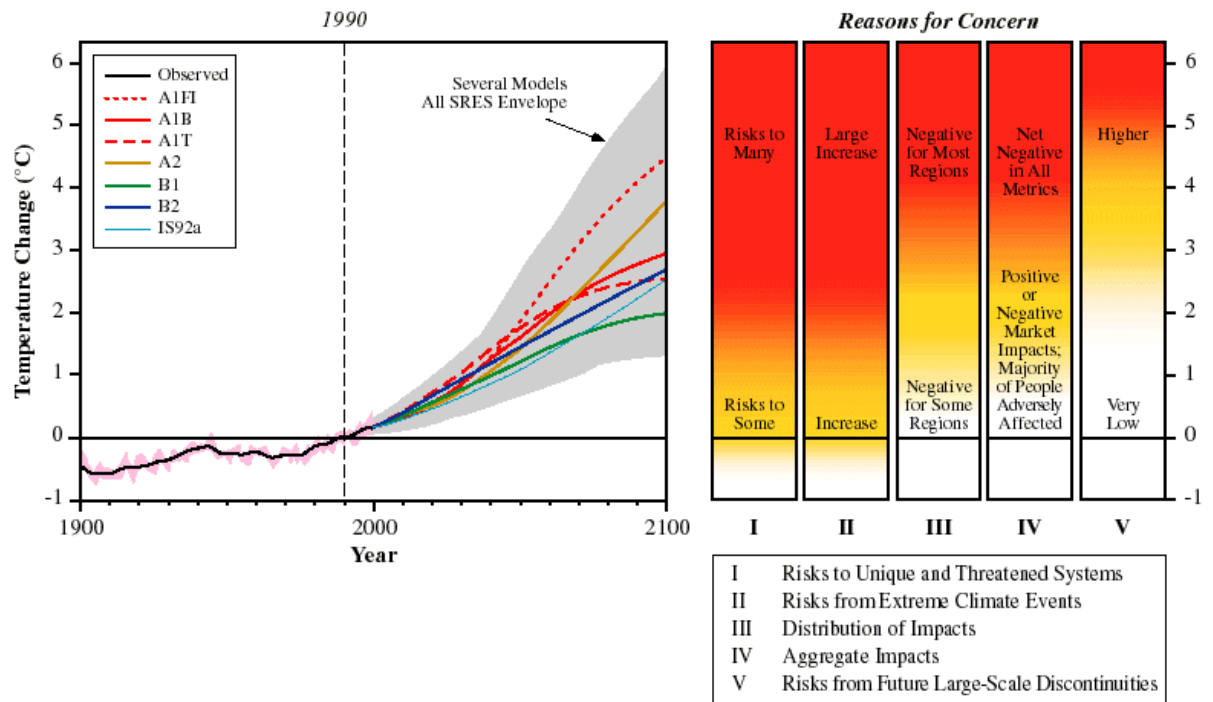 1990
Reasons for Concern
6
5
4
3
2
1
0
-1
Temperature Change (°C)
Observed
A1FI
A1B
A1T
A2
B1
B2
IS92a
Several Models
All SRES Envelope
1900
2000
2100
Year
Risks to
Many
Risks to
Some
Large
Increase
Increase
Negative
for Most
Regions
Negative
for Some
Regions
Net
Negative
in All
Metrics
Positive
or
Negative
Market
Impacts;
Majority
of People
Adversely
Affected
Higher
Very
Low
6
5
4
3
2
1
0
-1
I
II
III
IV
V
I Risks to Unique and Threatened Systems
II Risks from Extreme Climate Events
III Distribution of Impacts
IV Aggregate Impacts
V Risks from Future Large-Scale Discontinuities